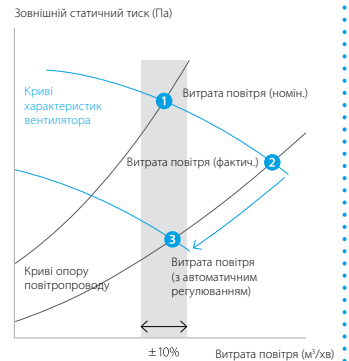 Зовнішній статичний тиск (Па)
Криві
характеристик
вентилятора
1
Витрата повітря (номін.)
Витрата повітря (фактич.)
2
3
Витрата повітря
(з автоматичним
регулюванням)
Криві опору
повітропроводу
±10%
Витрата повітря (м³/хв)